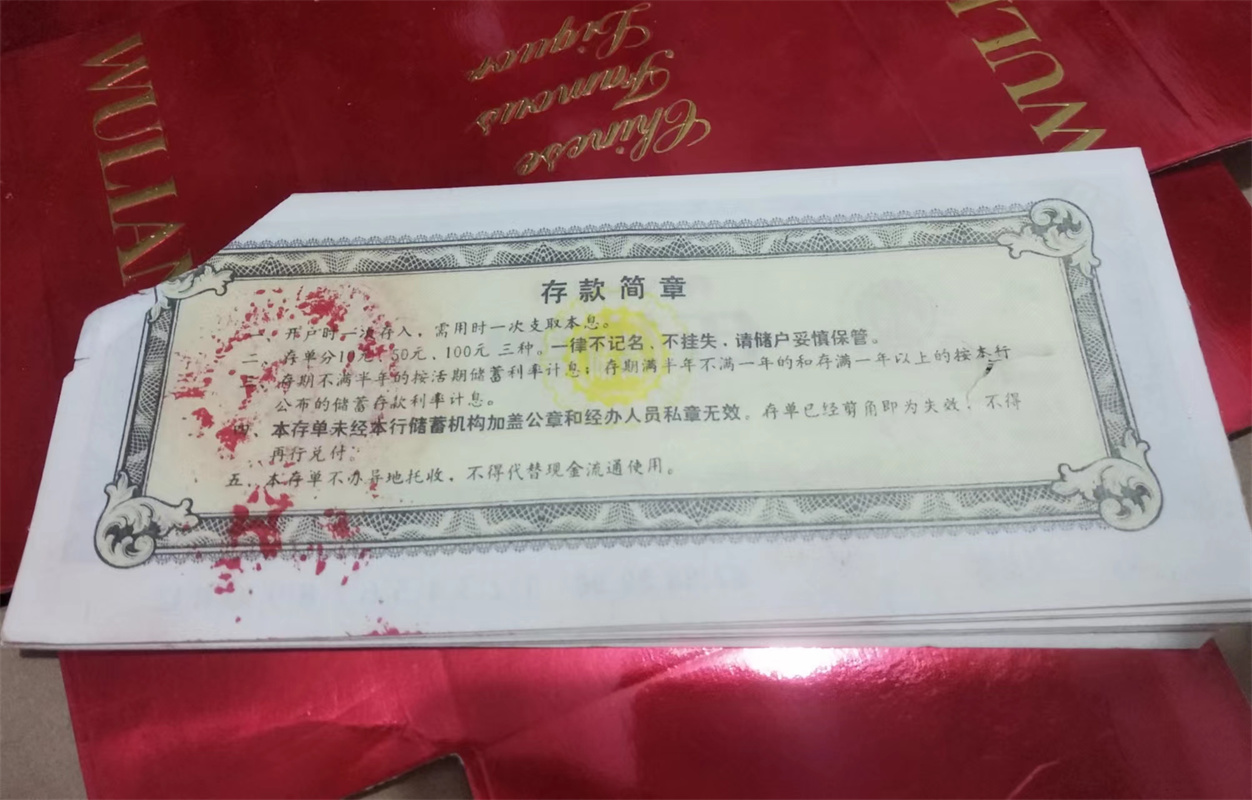 WULIAN
Chinese
Famous
Liquor
WULI
存款简章
一、开户时一次存入，需用时一次支取本息。
二、存单分10元、50元、100元三种。一律不记名、不挂失，请储户妥慎保管。
三、存期不满半年的按活期储蓄利率计息；存期满半年不满一年的和存满一年以上的按本行
公布的储蓄存款利率计息。
四、本存单未经本行储蓄机构加盖公章和经办人员私章无效。存单已经剪角即为失效，不得
再行兑付。
五、本存单不办异地托收，不得代替现金流通使用。